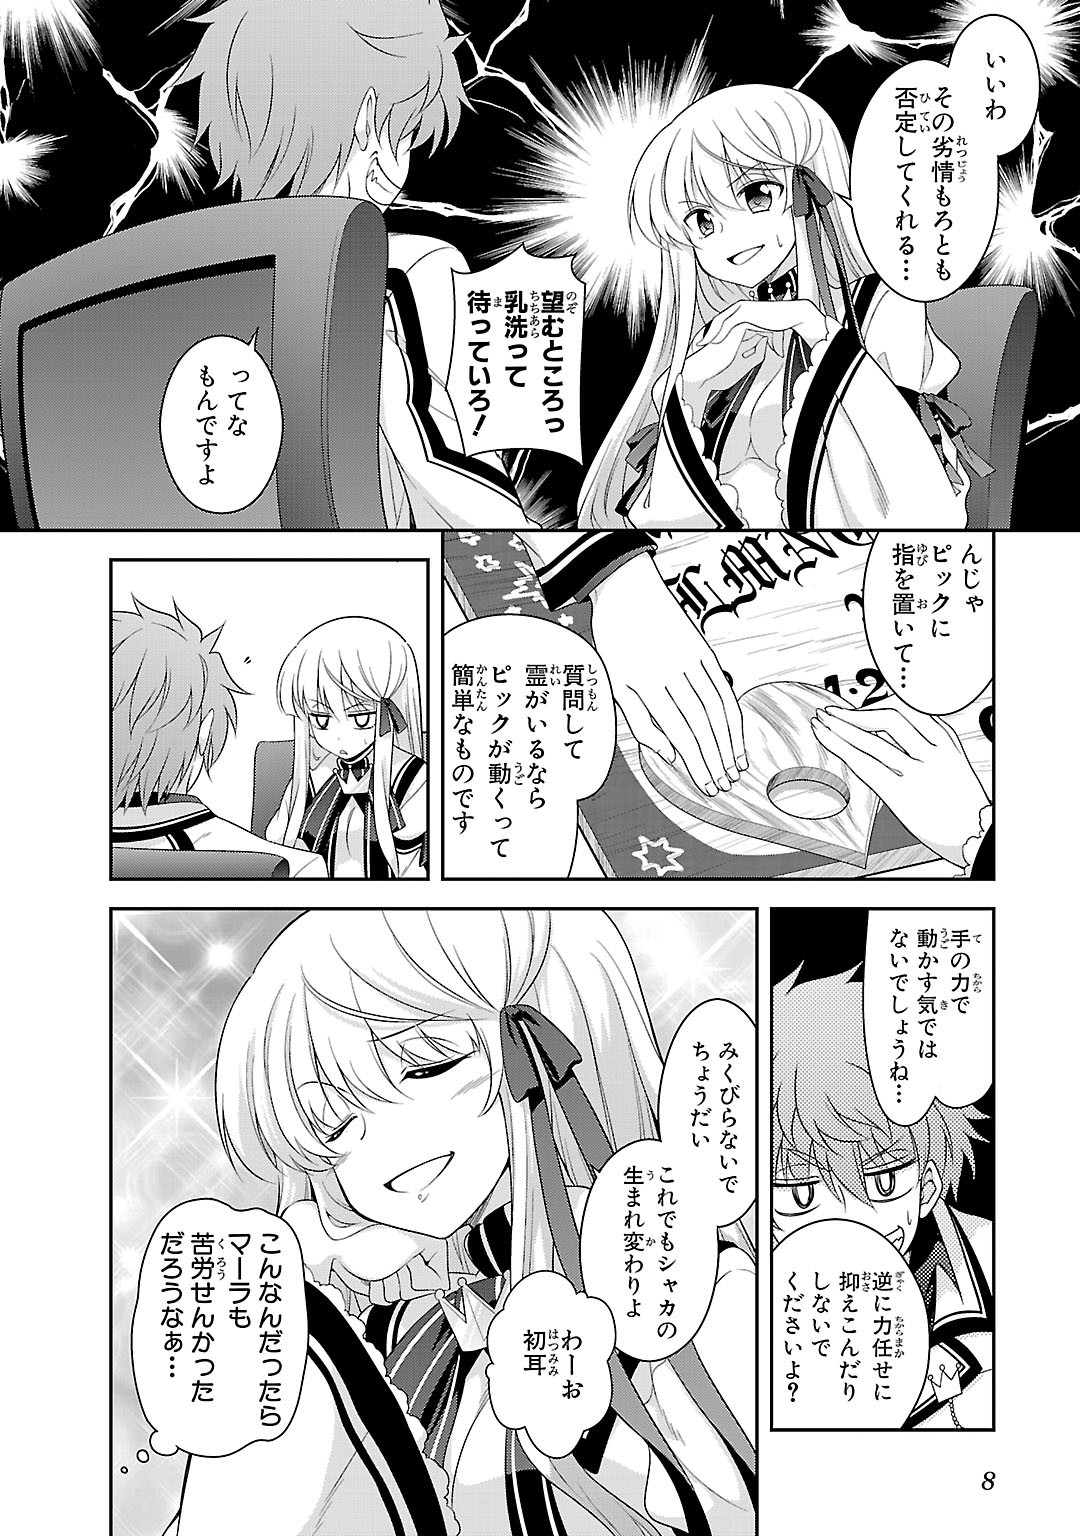 いいわ
その劣情もろとも
否定してくれる…
望むところっ
乳洗って
待っていろ!
ってな
もんですよ
んじゃ
ピックに
指を置いて…
質問して
霊がいるなら
ピックが動くって
簡単なものです
手の力で
動かす気では
ないでしょうね…
逆に力任せに
抑えこんだり
しないで
くださいよ?
みくびらないで
ちょうだい
これでもシャカの
生まれ変わりよ
わーお
初耳
こんなんだったら
マーラも
苦労せんかった
だろうなぁ…
8